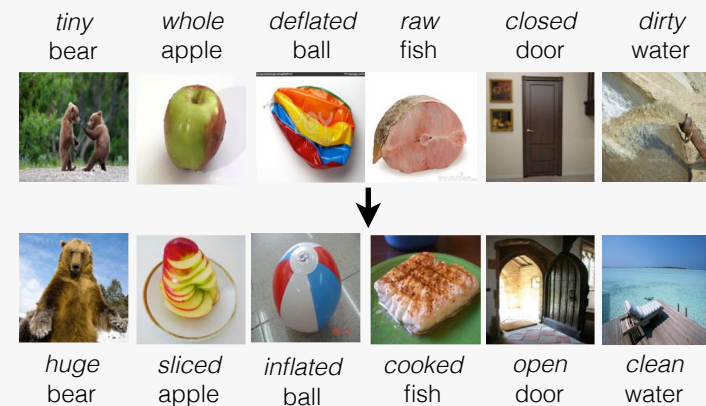 tiny whole deflated raw closed dirty
bear apple ball fish door water
huge sliced inflated cooked open clean
bear apple ball fish door water